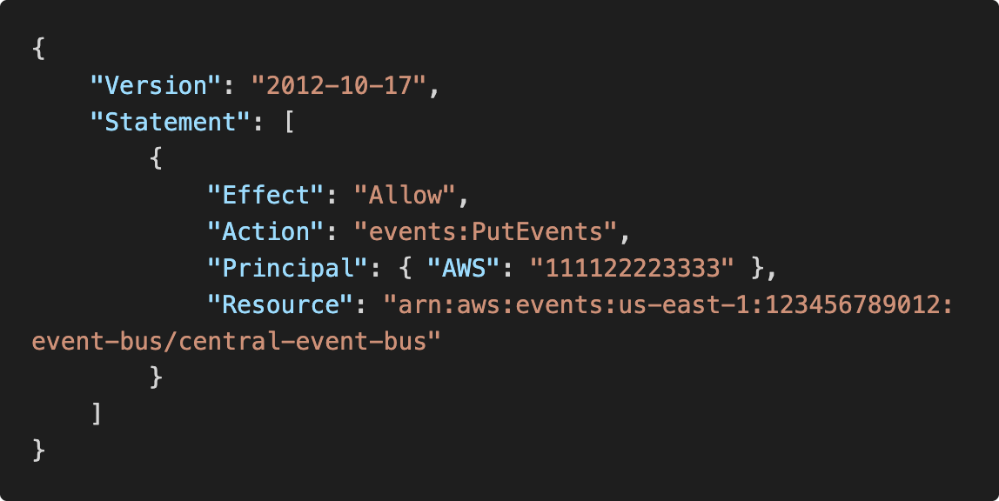 {
    "Version": "2012-10-17",
    "Statement": [
        {
            "Effect": "Allow",
            "Action": "events:PutEvents",
            "Principal": { "AWS": "111122223333" },
            "Resource": "arn:aws:events:us-east-1:123456789012:
event-bus/central-event-bus"
        }
    ]
}